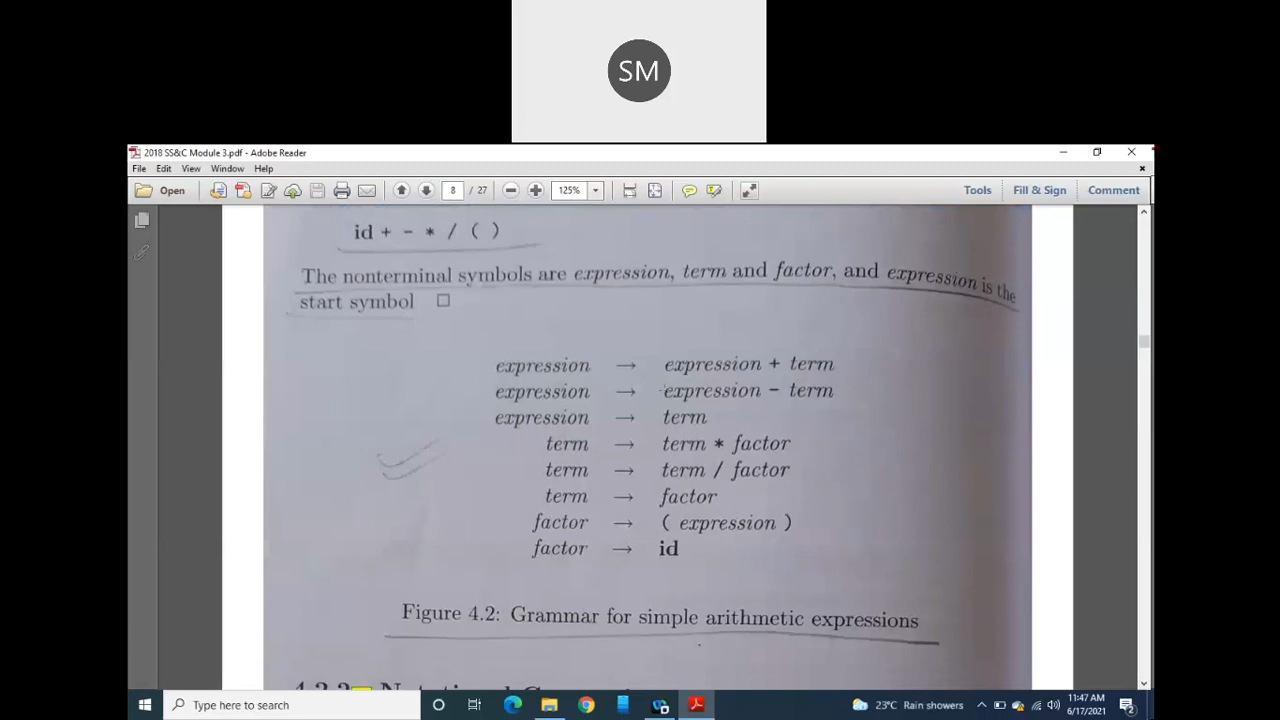 SM
2018 SS&C Module 3.pdf - Adobe Reader
File Edit View Window Help
Open 8 / 27 125% Tools Fill & Sign Comment
id + - * / ( )
The nonterminal symbols are expression, term and factor, and expression is the
start symbol □
expression → expression + term
expression → expression - term
expression → term
term → term * factor
term → term / factor
term → factor
factor → ( expression )
factor → id
Figure 4.2: Grammar for simple arithmetic expressions
Type here to search
23°C Rain showers
11:47 AM
6/17/2021
2